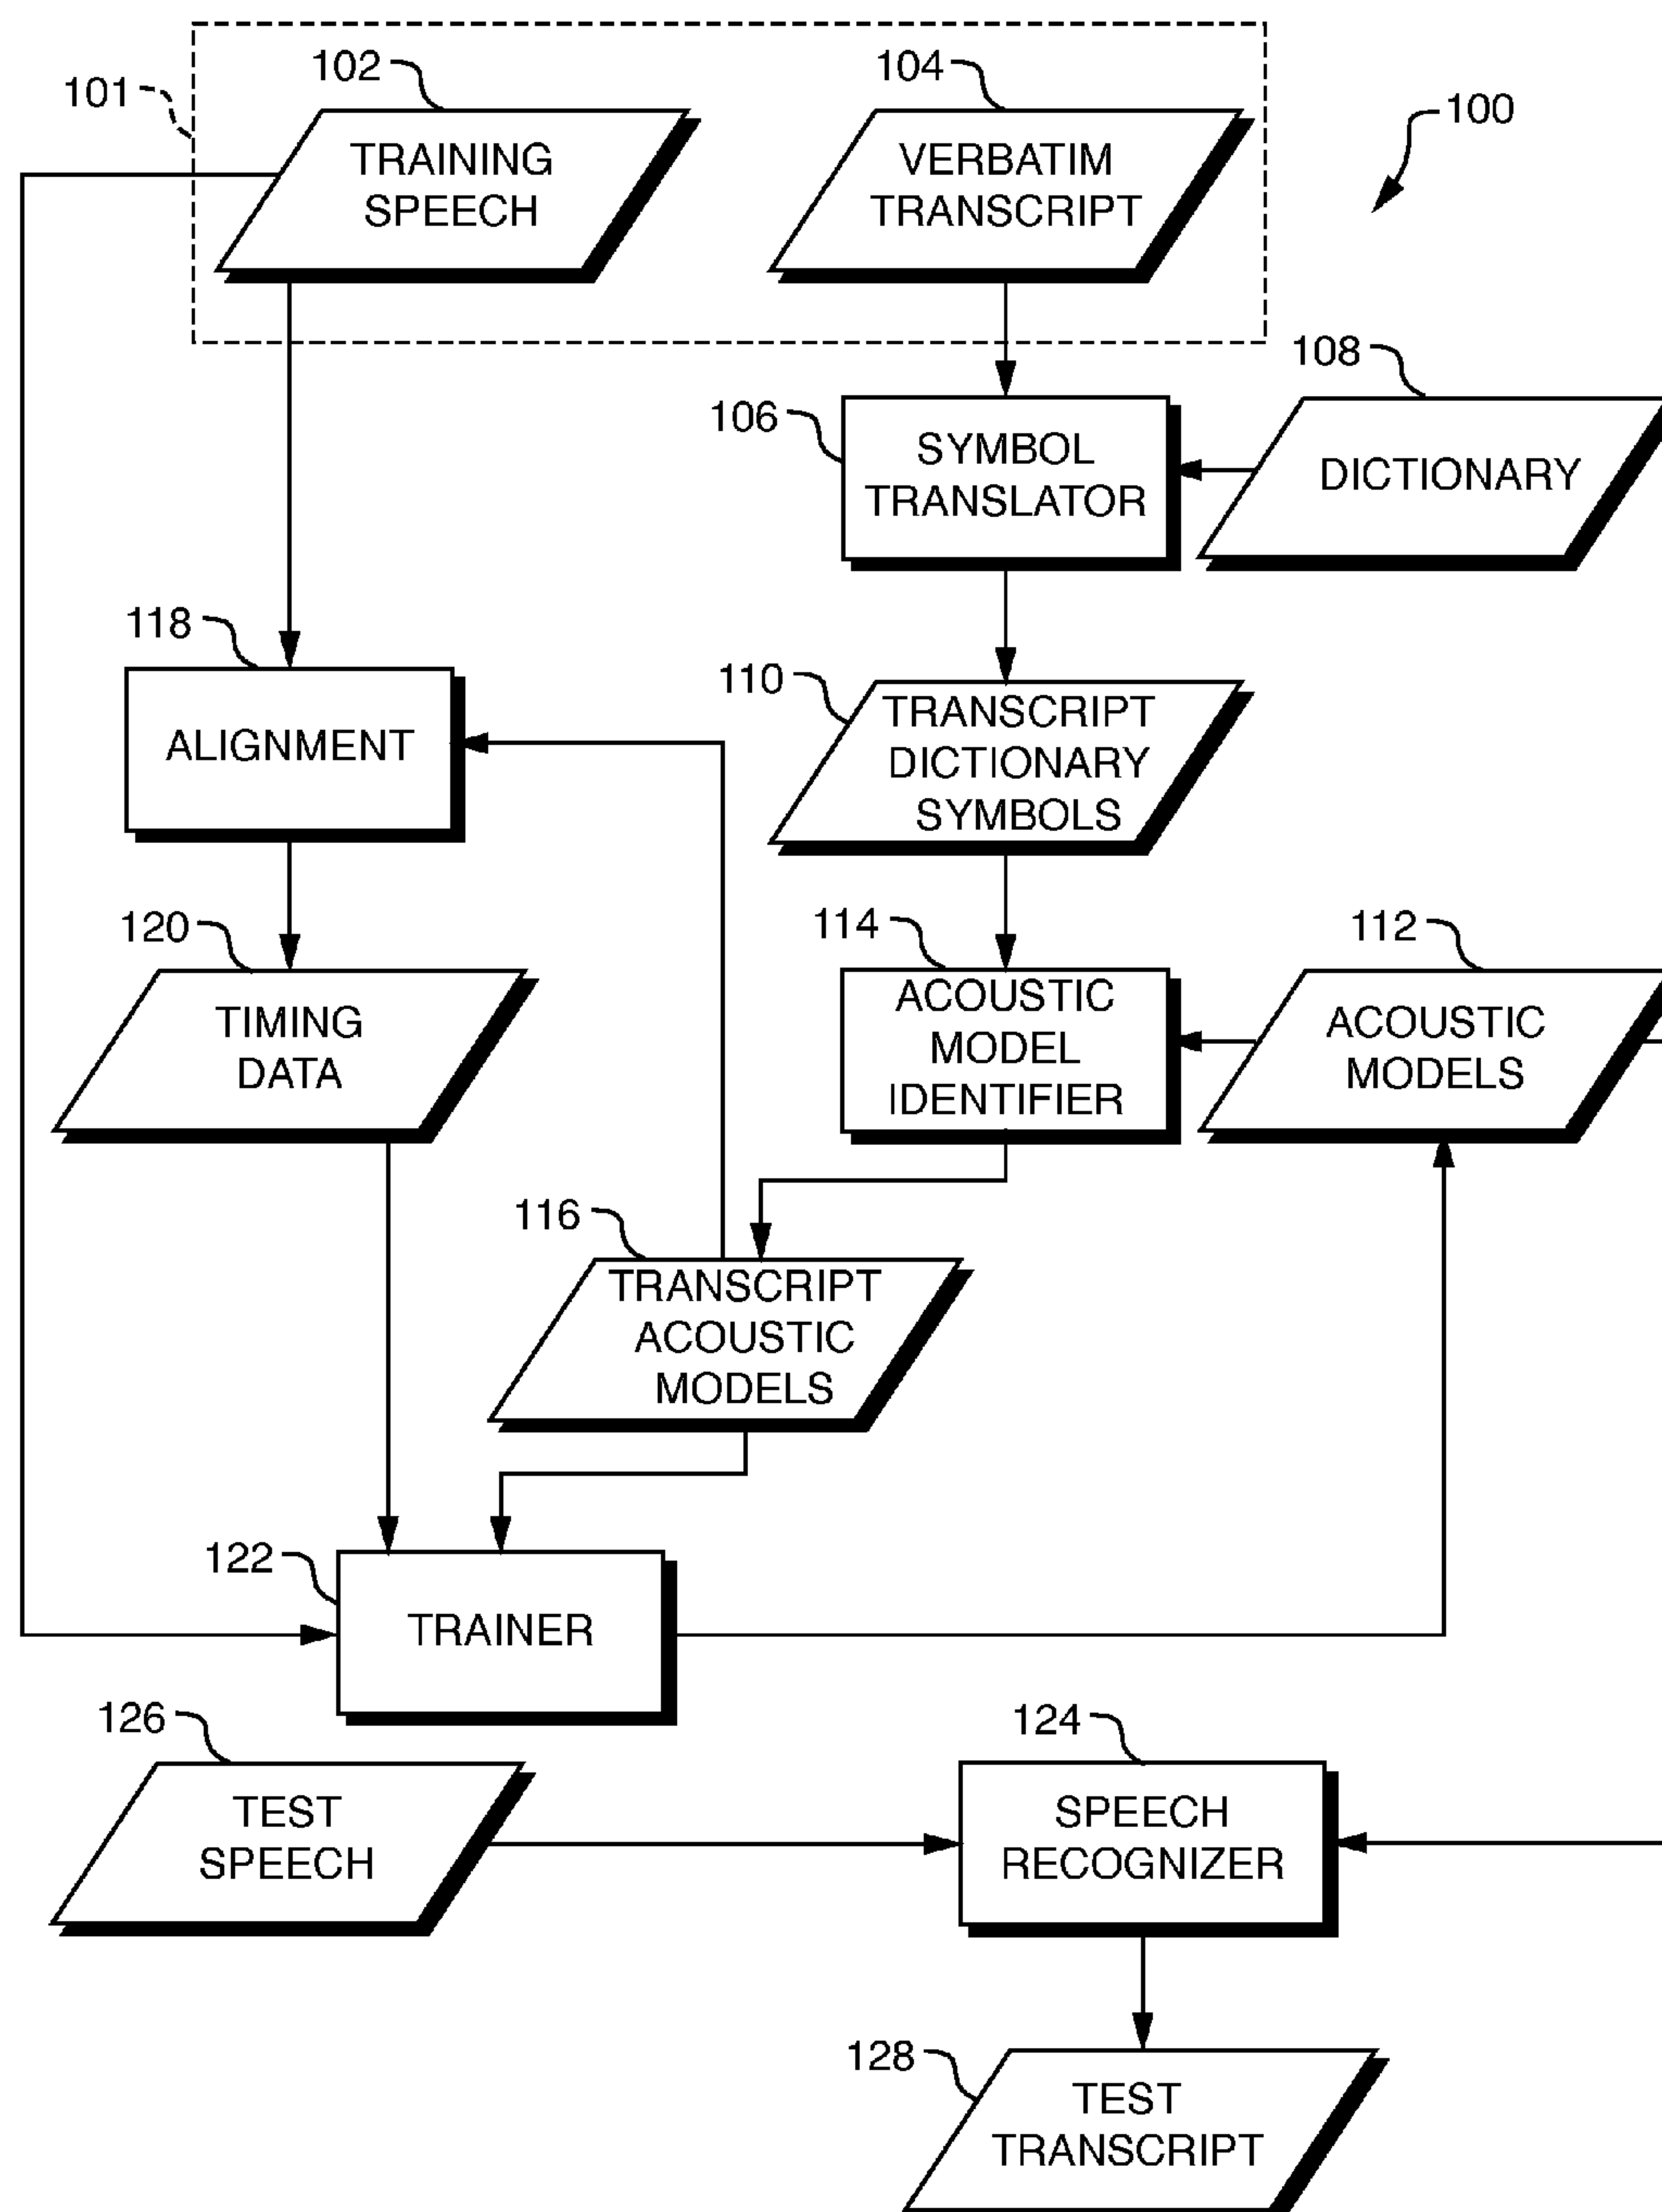 102
104
101
100
TRAINING
SPEECH
VERBATIM
TRANSCRIPT
108
106
SYMBOL
TRANSLATOR
DICTIONARY
118
110
ALIGNMENT
TRANSCRIPT
DICTIONARY
SYMBOLS
120
114
112
TIMING
DATA
ACOUSTIC
MODEL
IDENTIFIER
ACOUSTIC
MODELS
116
TRANSCRIPT
ACOUSTIC
MODELS
122
TRAINER
126
124
TEST
SPEECH
SPEECH
RECOGNIZER
128
TEST
TRANSCRIPT